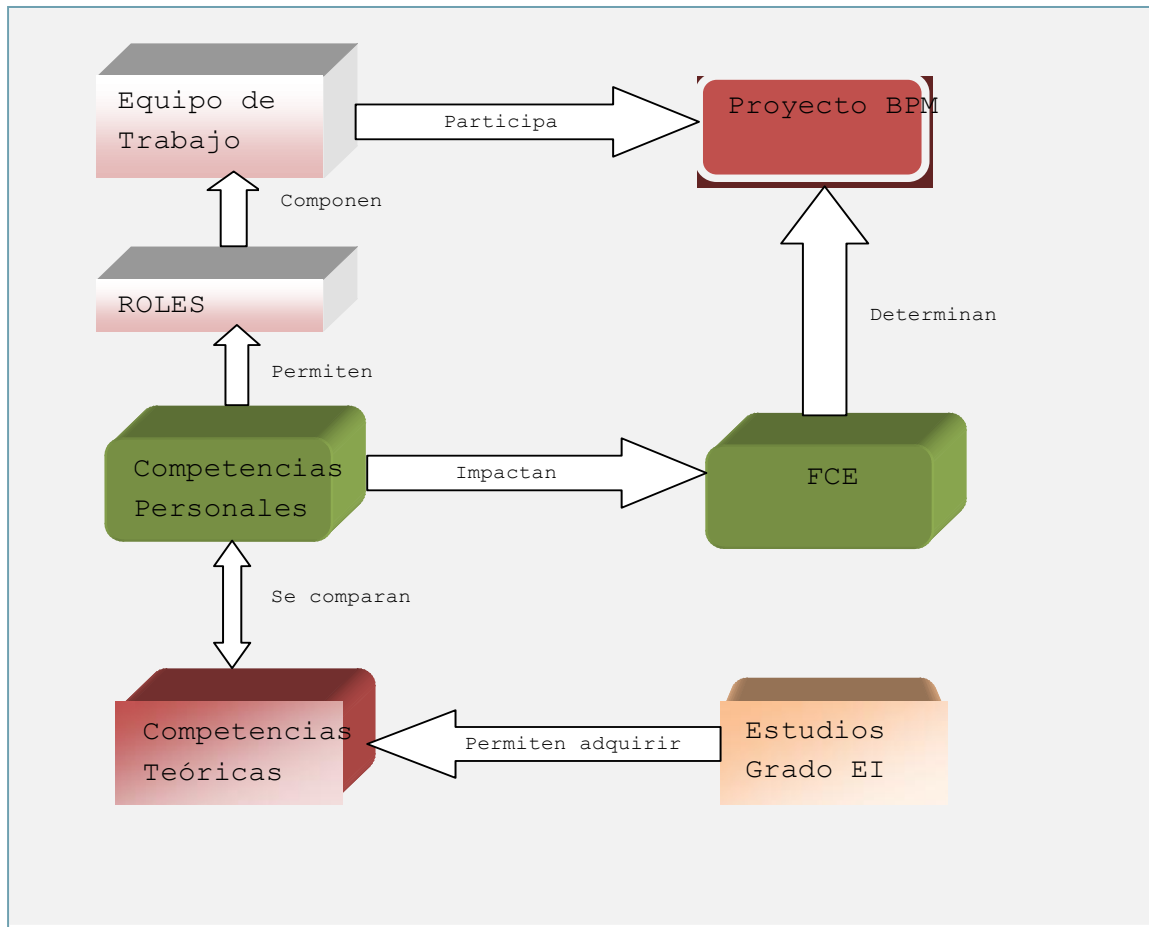 Equipo de
Trabajo
Participa
Proyecto BPM
Componen
ROLES
Determinan
Permiten
Competencias
Personales
Impactan
FCE
Se comparan
Competencias
Teóricas
Permiten adquirir
Estudios
Grado EI